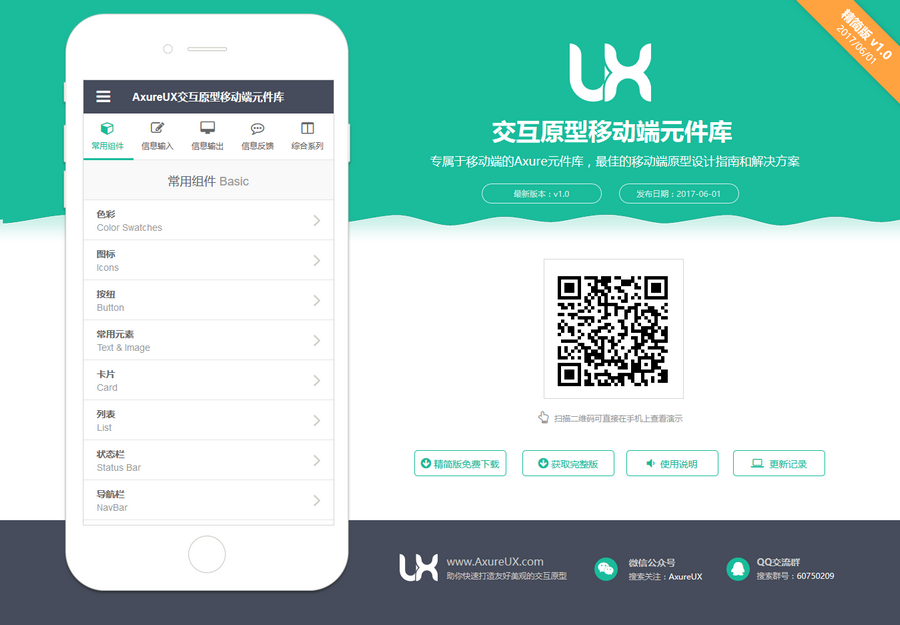 AxureUX交互原型移动端元件库
常用组件
信息输入
信息输出
信息反馈
综合系列
常用组件 Basic
色彩
Color Swatches
图标
Icons
按纽
Button
常用元素
Text & Image
卡片
Card
列表
List
状态栏
Status Bar
导航栏
NavBar
精简版 v1.0
2017/06/01
UX
交互原型移动端元件库
专属于移动端的Axure元件库，最佳的移动端原型设计指南和解决方案
最新版本：v1.0
发布日期：2017-06-01
扫描二维码可直接在手机上查看演示
精简版免费下载
获取完整版
使用说明
更新记录
UX
www.AxureUX.com
助你快速打造友好美观的交互原型
微信公众号
搜索关注：AxureUX
QQ交流群
搜索群号：60750209